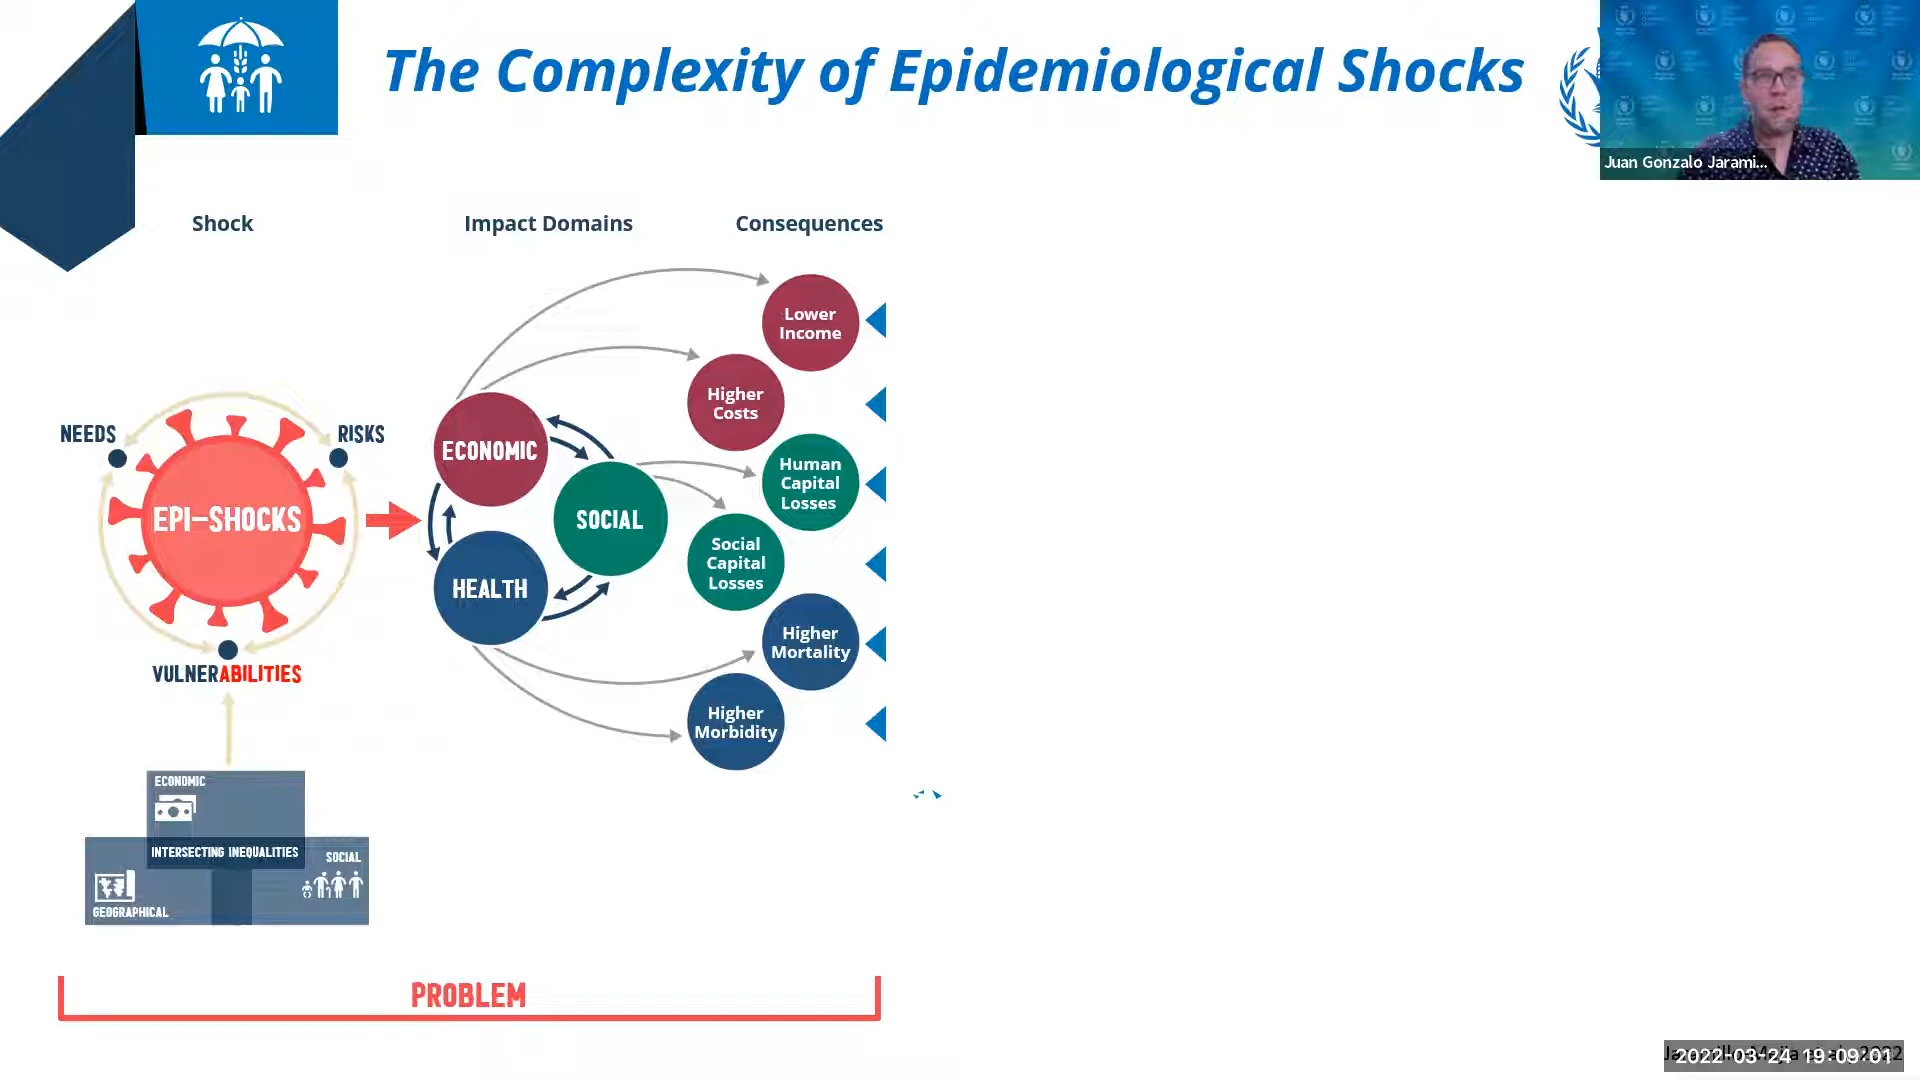 The Complexity of Epidemiological Shocks
Juan Gonzalo Jarami...
Shock
Impact Domains
Consequences
Lower
Income
Higher
Costs
NEEDS
RISKS
ECONOMIC
Human
Capital
Losses
EPI-SHOCKS
SOCIAL
Social
Capital
Losses
HEALTH
Higher
Mortality
VULNERABILITIES
Higher
Morbidity
ECONOMIC
INTERSECTING INEQUALITIES
SOCIAL
GEOGRAPHICAL
PROBLEM
2022-03-24 19:09:01